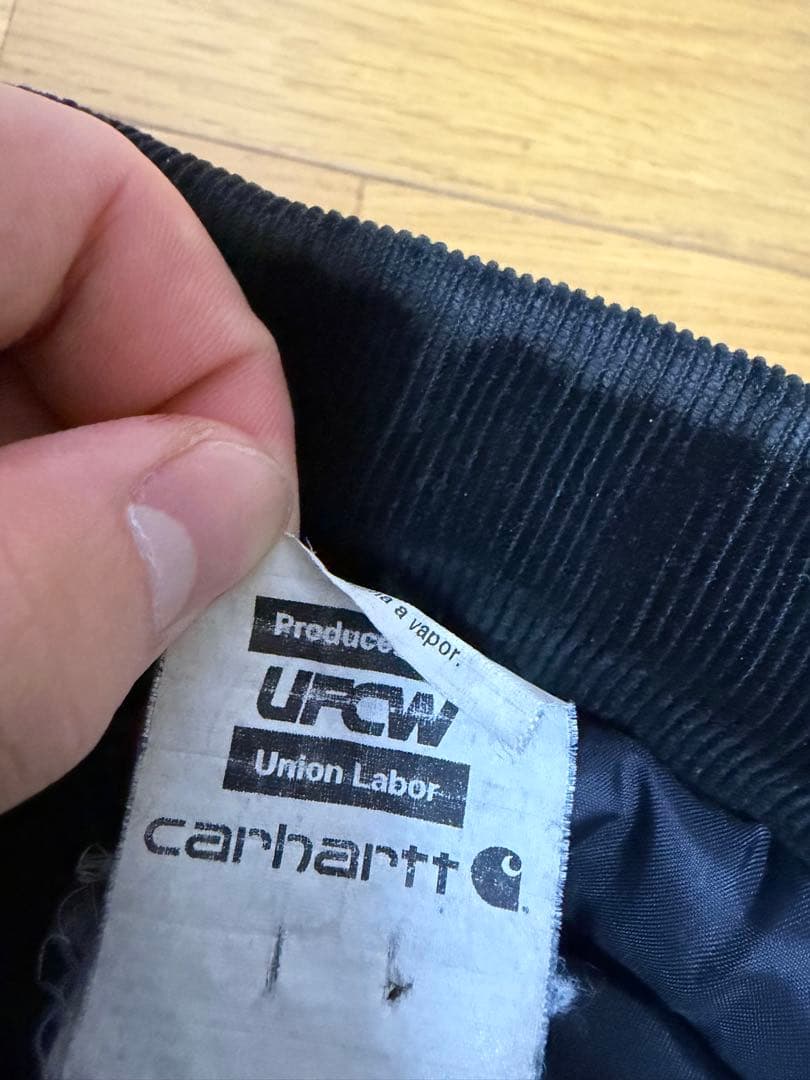 a vapor.
Produce
UFCW
Union Labor
carhartt